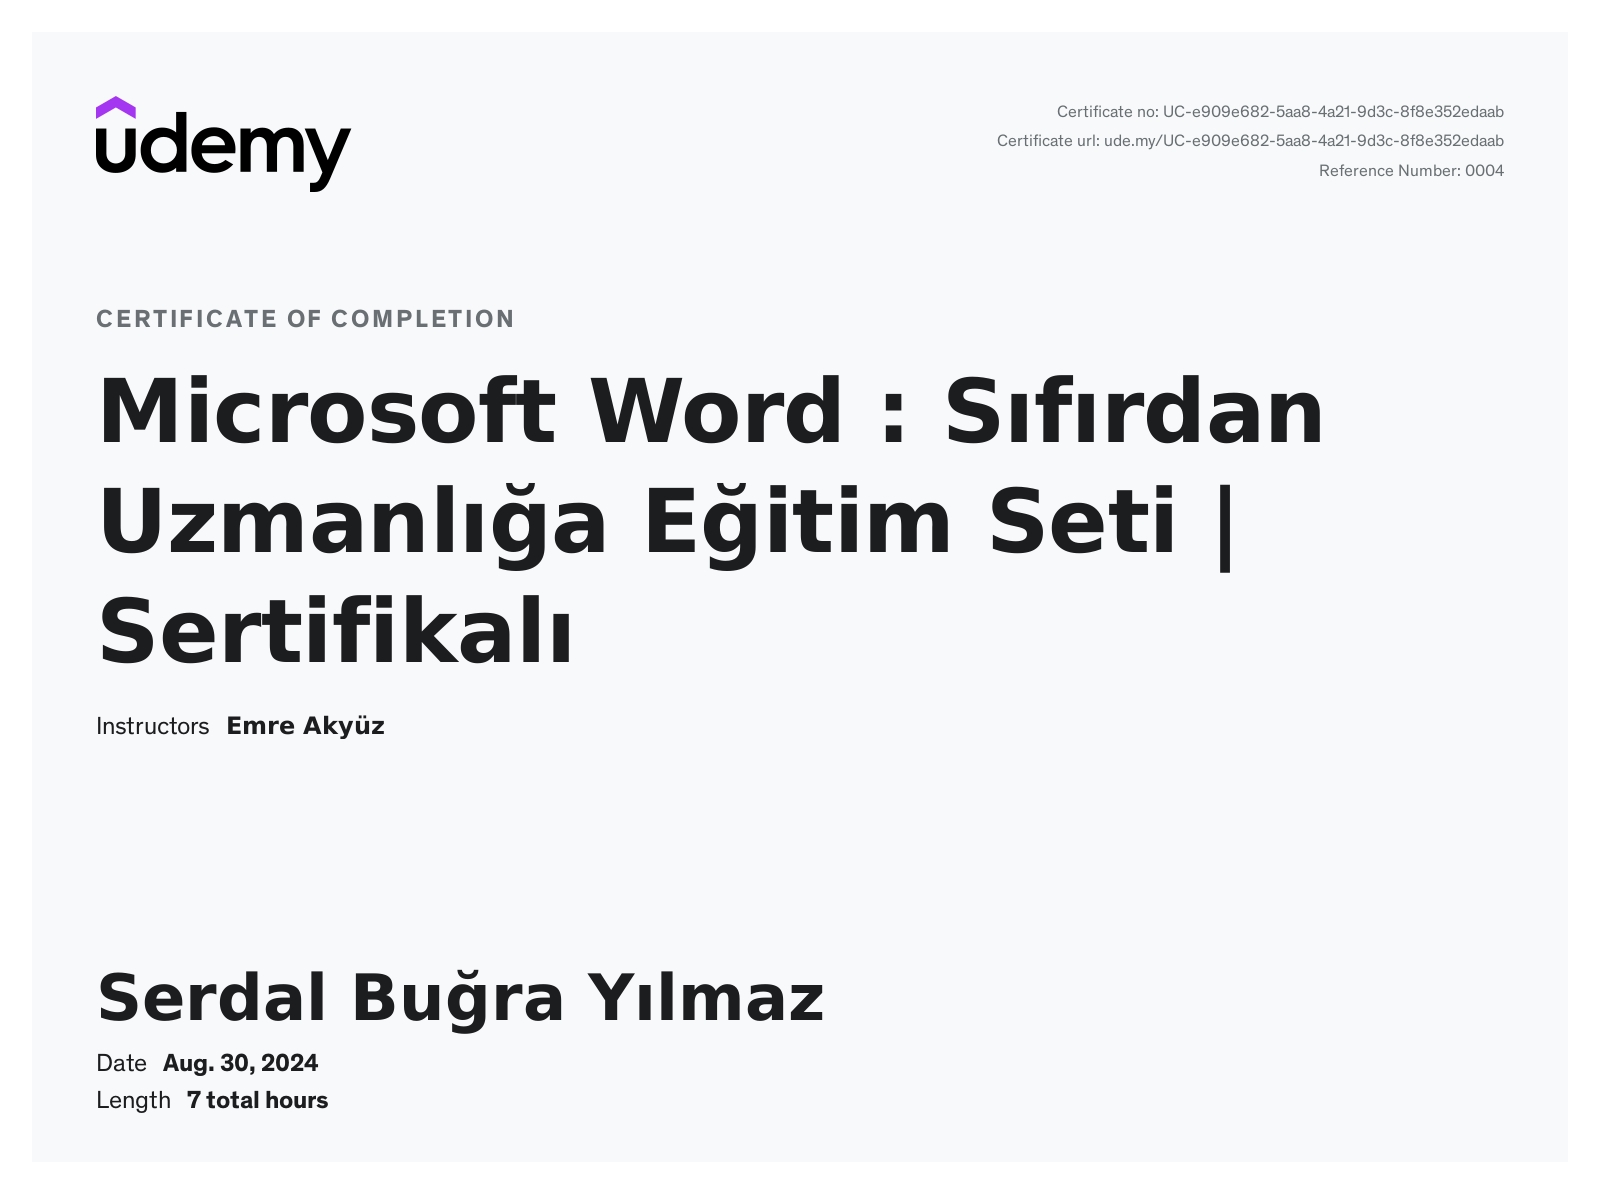 udemy
Certificate no: UC-e909e682-5aa8-4a21-9d3c-8f8e352edaab
Certificate url: ude.my/UC-e909e682-5aa8-4a21-9d3c-8f8e352edaab
Reference Number: 0004
CERTIFICATE OF COMPLETION
Microsoft Word : Sıfırdan
Uzmanlığa Eğitim Seti |
Sertifikalı
Instructors Emre Akyüz
Serdal Buğra Yılmaz
Date Aug. 30, 2024
Length 7 total hours